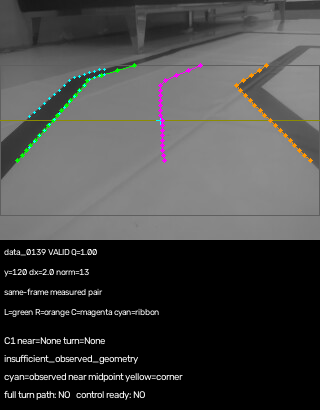 data_0139 VALID Q=1.00
y=120 dx=2.0 norm=13
same-frame measured pair
L=green R=orange C=magenta cyan=ribbon
C1 near=None turn=None
insufficient_observed_geometry
cyan=observed near midpoint yellow=corner
full turn path: NO control ready: NO